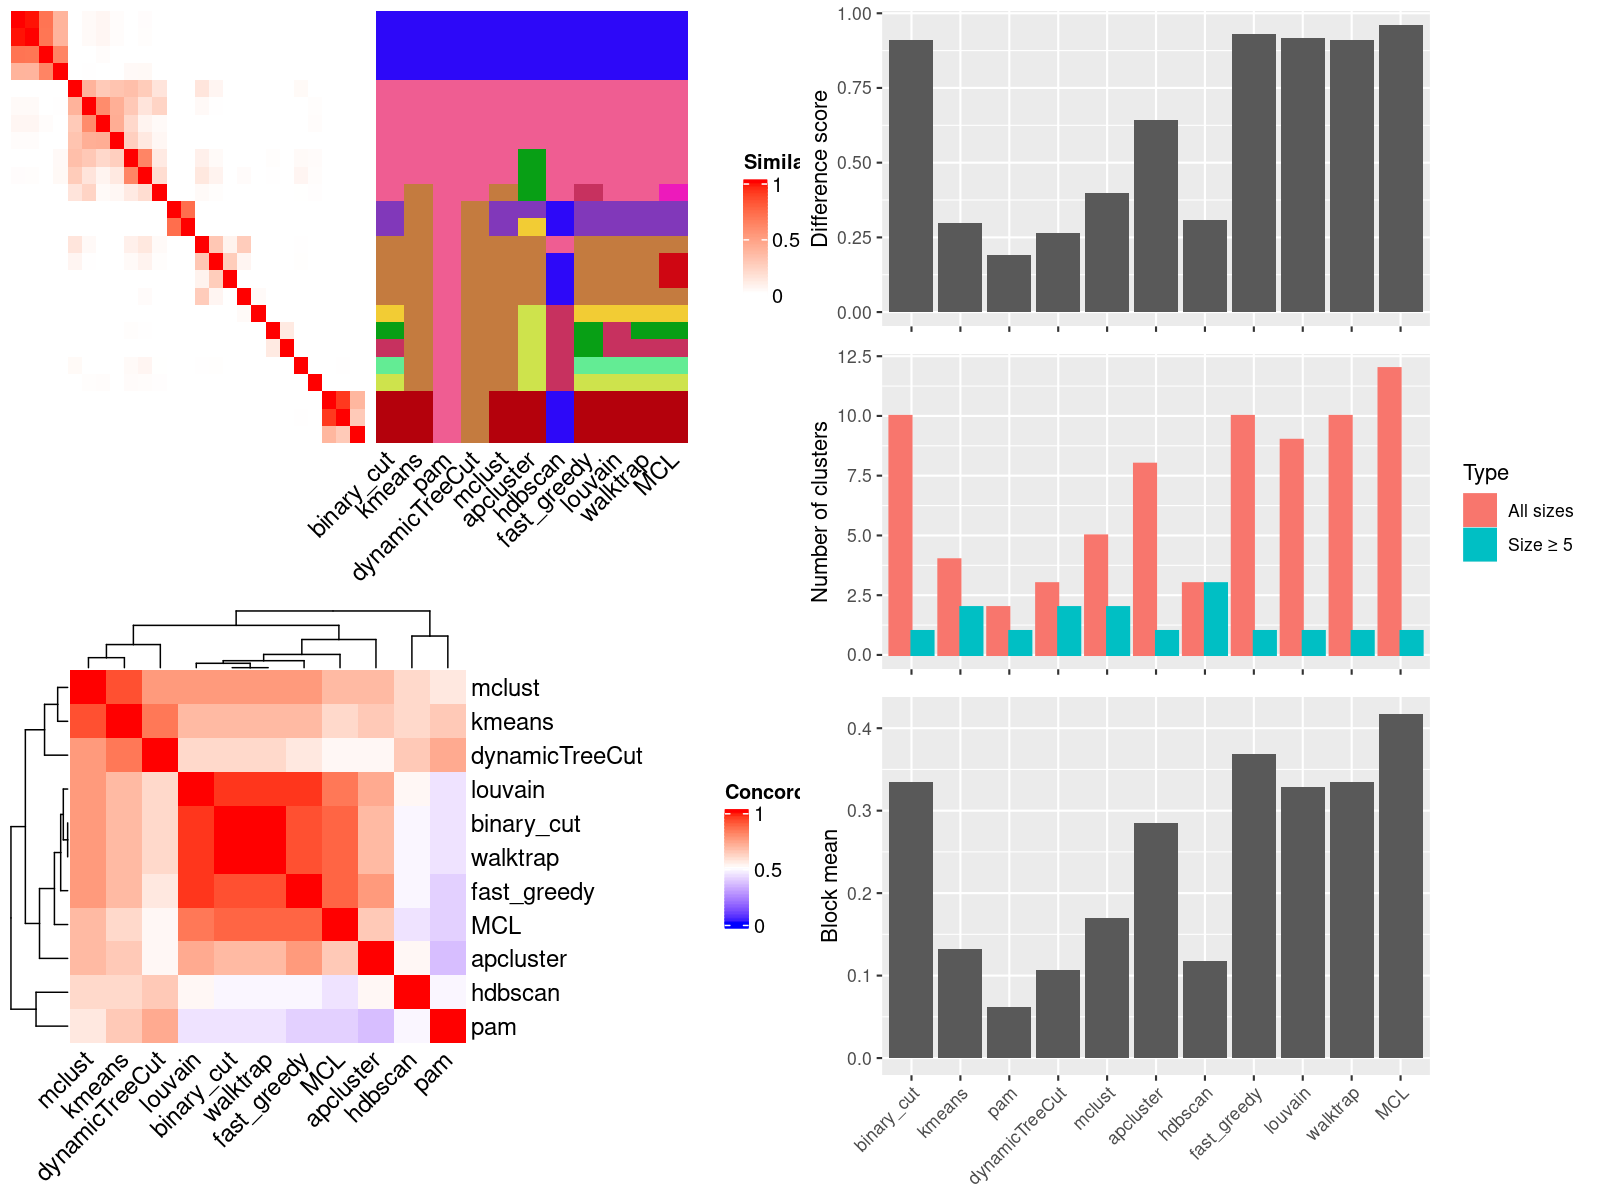 Simila
1
0.5
0
binary_cut
kmeans
pam
dynamicTreeCut
mclust
apcluster
hdbscan
fast_greedy
louvain
walktrap
MCL
mclust
kmeans
dynamicTreeCut
louvain
binary_cut
walktrap
fast_greedy
MCL
apcluster
hdbscan
pam
mclust
kmeans
dynamicTreeCut
louvain
binary_cut
walktrap
fast_greedy
MCL
apcluster
hdbscan
pam
Concord
1
0.5
0
Difference score
1.00
0.75
0.50
0.25
0.00
Number of clusters
12.5
10.0
7.5
5.0
2.5
0.0
Type
All sizes
Size ≥ 5
Block mean
0.4
0.3
0.2
0.1
0.0
binary_cut
kmeans
pam
dynamicTreeCut
mclust
apcluster
hdbscan
fast_greedy
louvain
walktrap
MCL